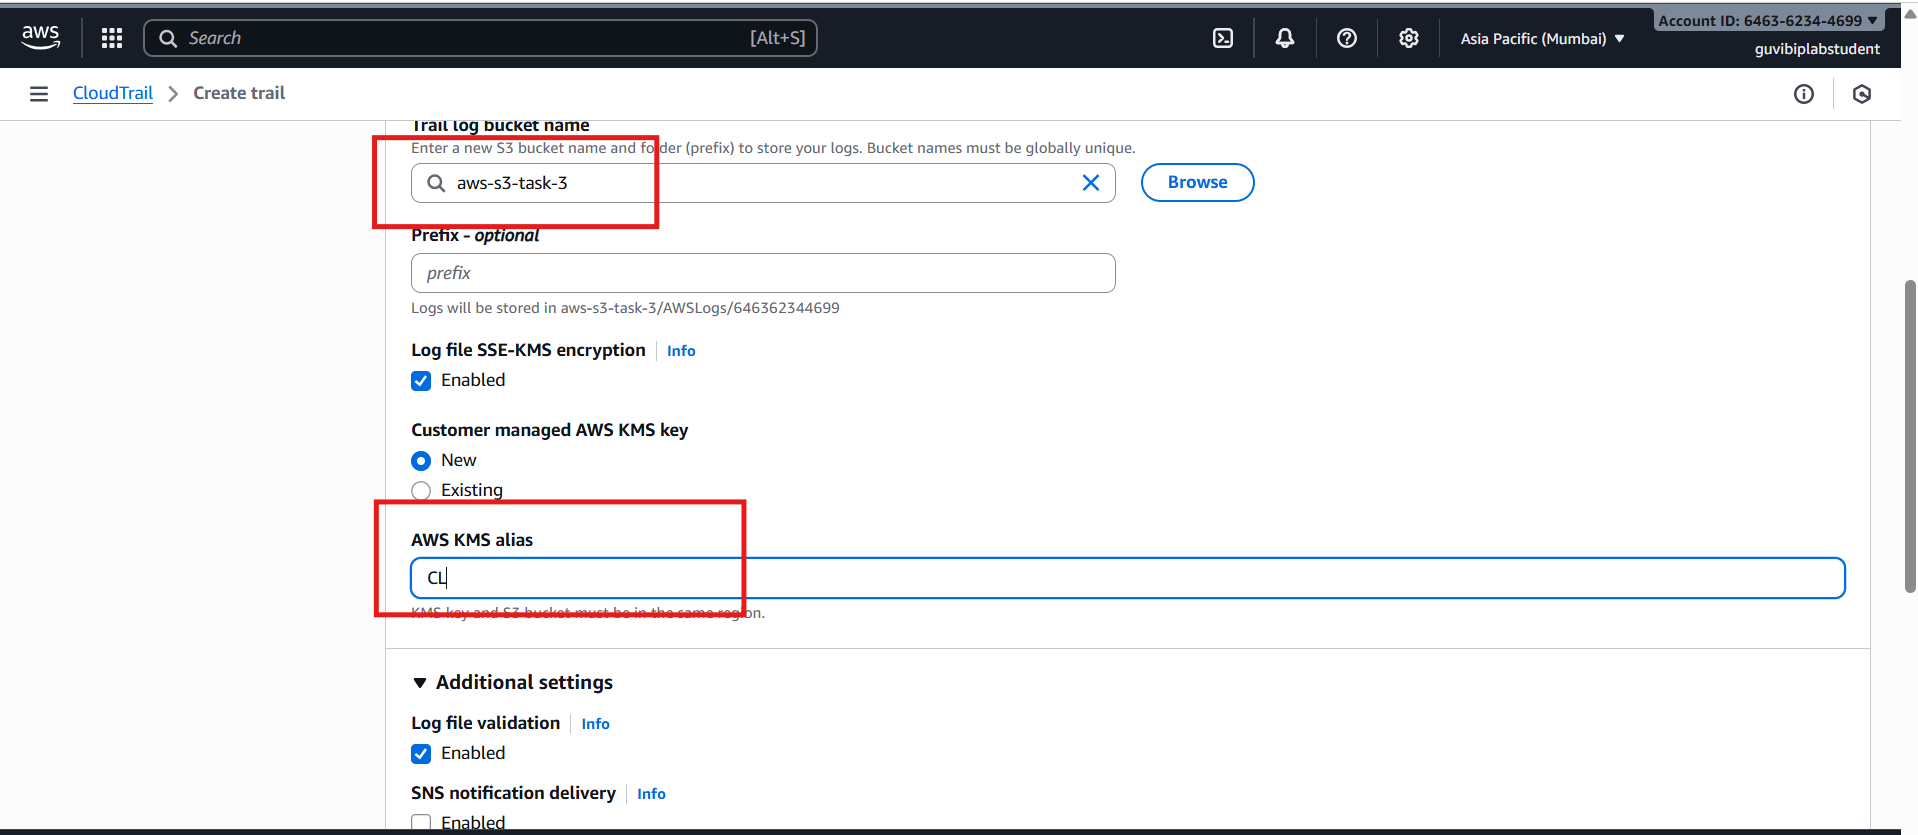 aws
Search [Alt+S]
Asia Pacific (Mumbai)
Account ID: 6463-6234-4699
guvibiplabstudent
CloudTrail > Create trail
Trail log bucket name
Enter a new S3 bucket name and folder (prefix) to store your logs. Bucket names must be globally unique.
aws-s3-task-3
Browse
Prefix - optional
prefix
Logs will be stored in aws-s3-task-3/AWSLogs/646362344699
Log file SSE-KMS encryption Info
Enabled
Customer managed AWS KMS key
New
Existing
AWS KMS alias
CL
KMS key and S3 bucket must be in the same region.
Additional settings
Log file validation Info
Enabled
SNS notification delivery Info
Enabled